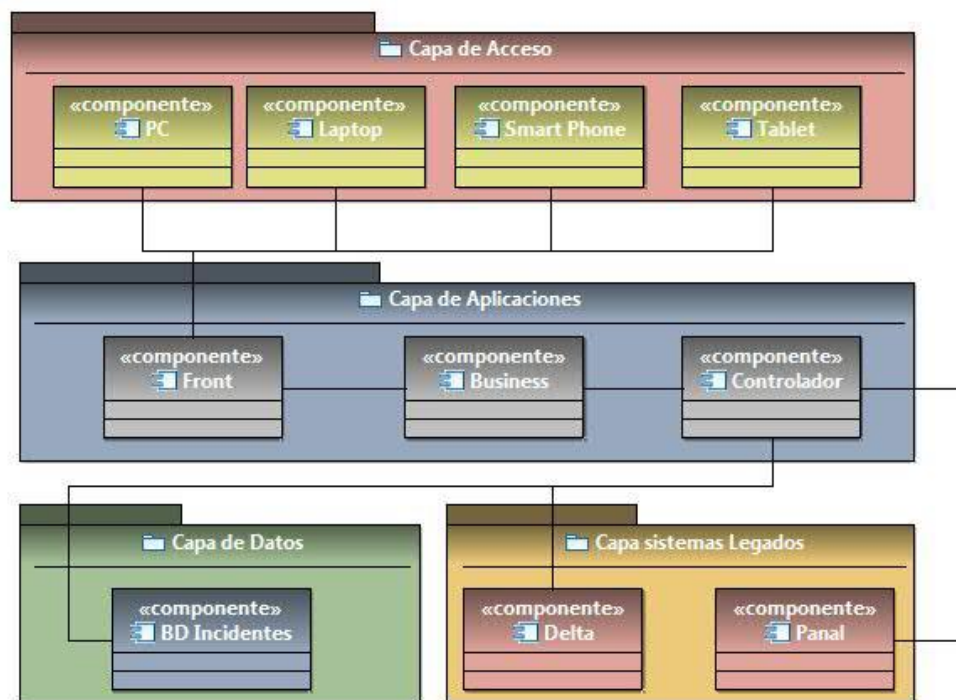 Capa de Acceso
«componente» «componente» «componente» «componente»
PC Laptop Smart Phone Tablet
Capa de Aplicaciones
«componente» «componente» «componente»
Front Business Controlador
Capa de Datos Capa sistemas Legados
«componente» «componente» «componente»
BD Incidentes Delta Panal